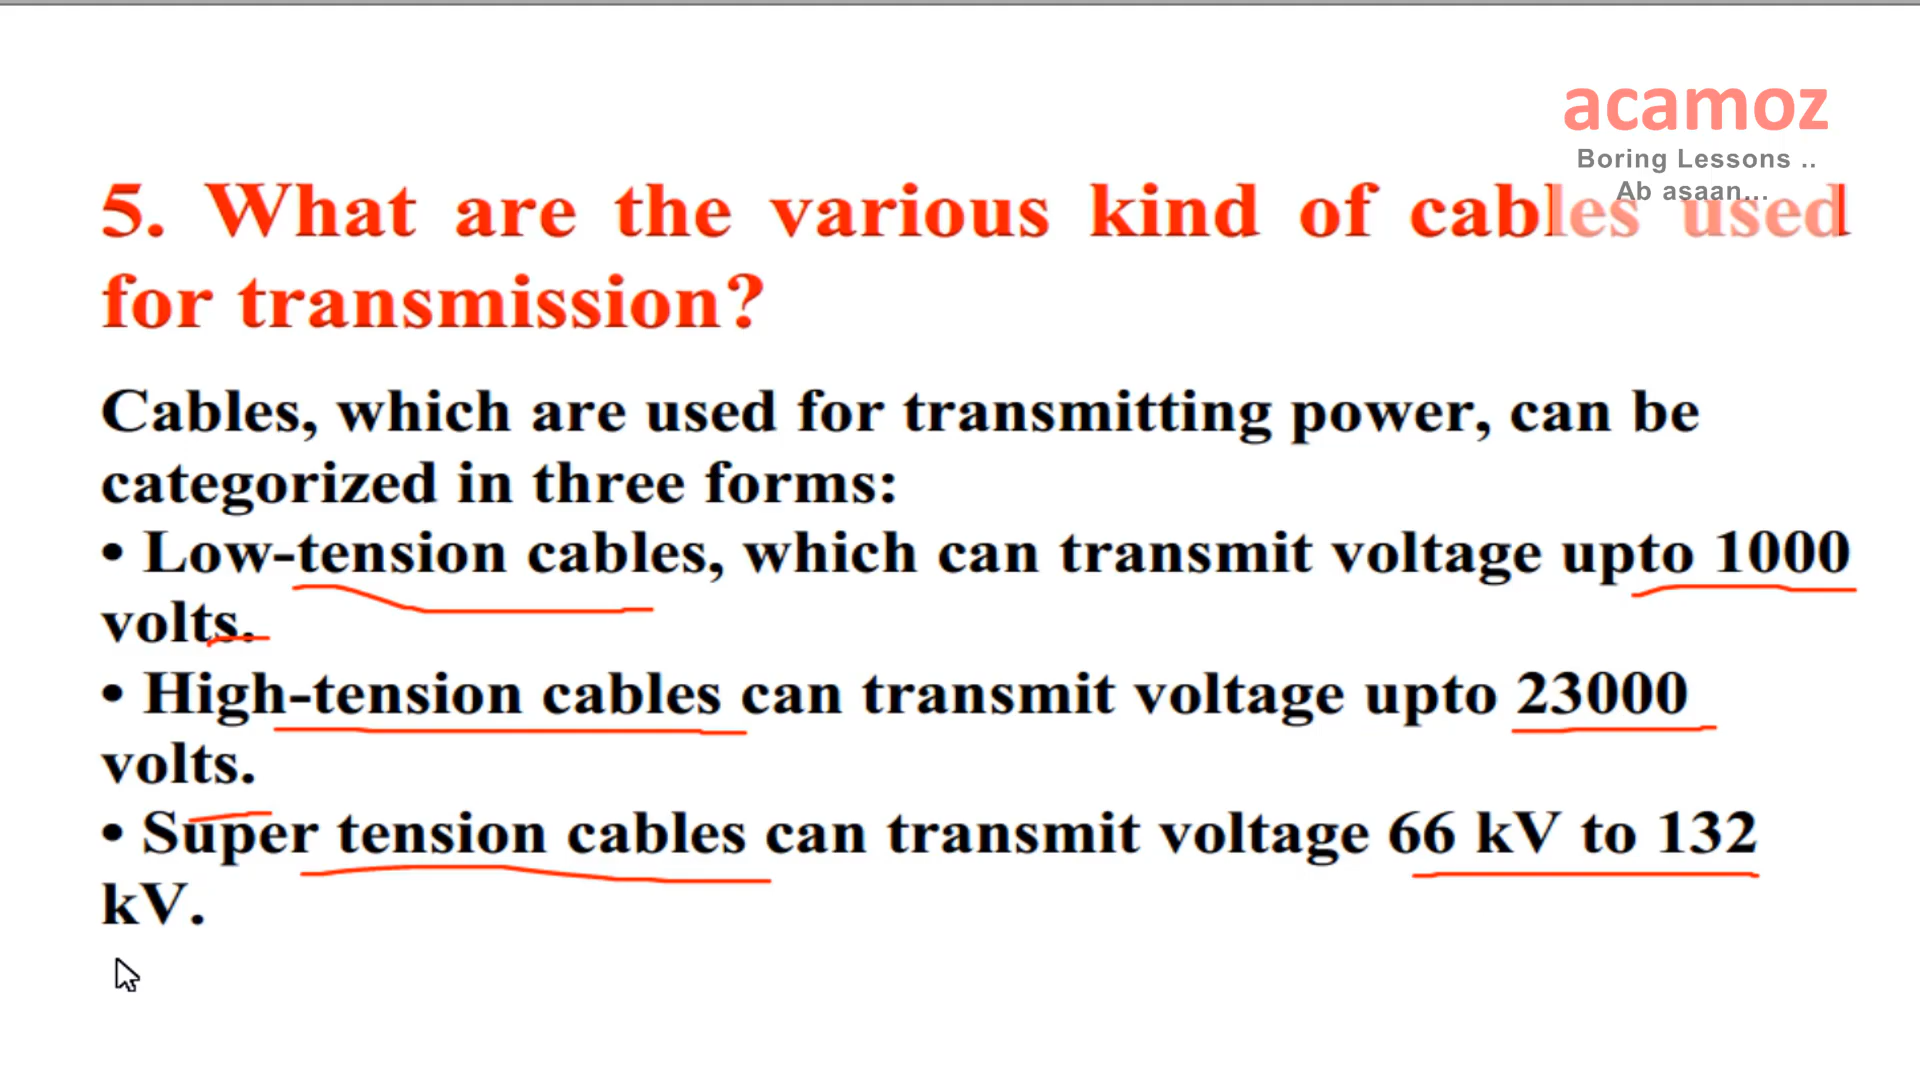 acamoz
Boring Lessons ..
Ab asaan...
5. What are the various kind of cables used
for transmission?
Cables, which are used for transmitting power, can be
categorized in three forms:
• Low-tension cables, which can transmit voltage upto 1000
volts.
• High-tension cables can transmit voltage upto 23000
volts.
• Super tension cables can transmit voltage 66 kV to 132
kV.